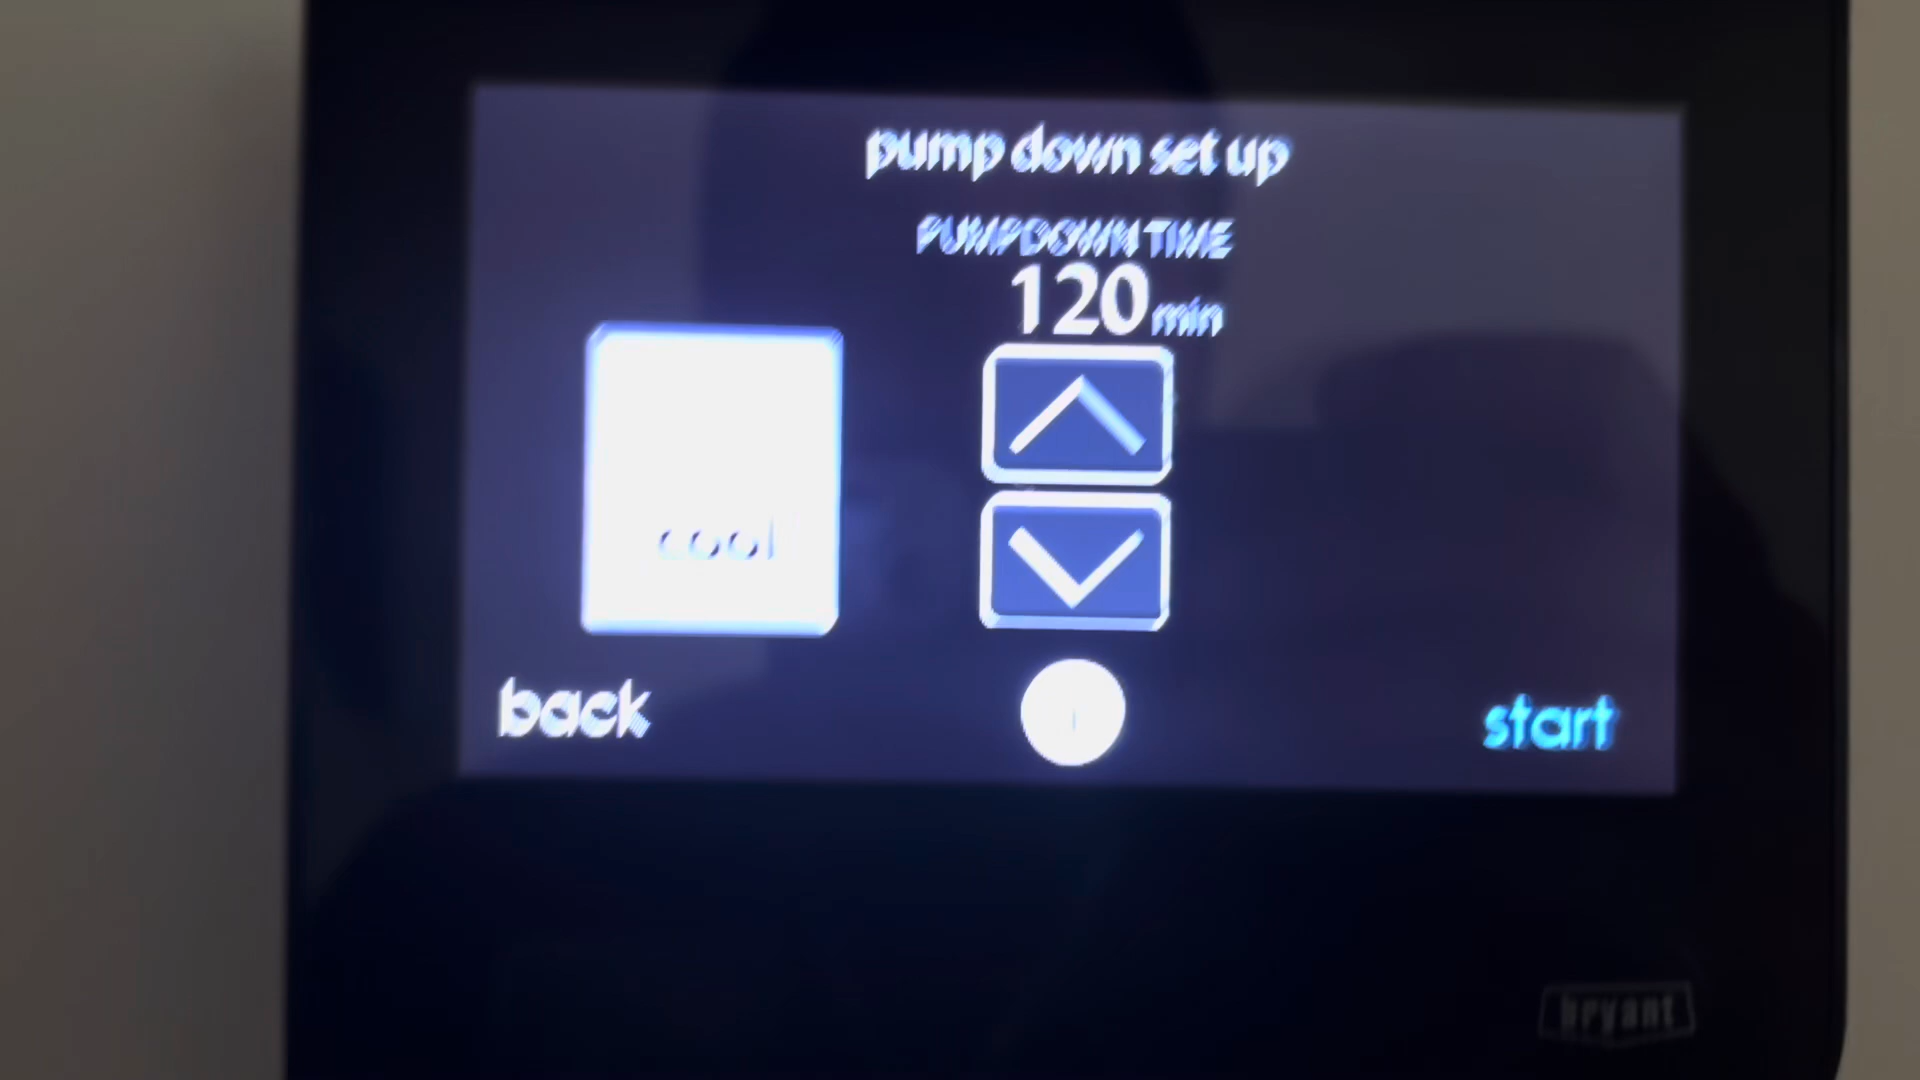 pump down set up
PUMPDOWN TIME
120 min
cool
back
start
bryant